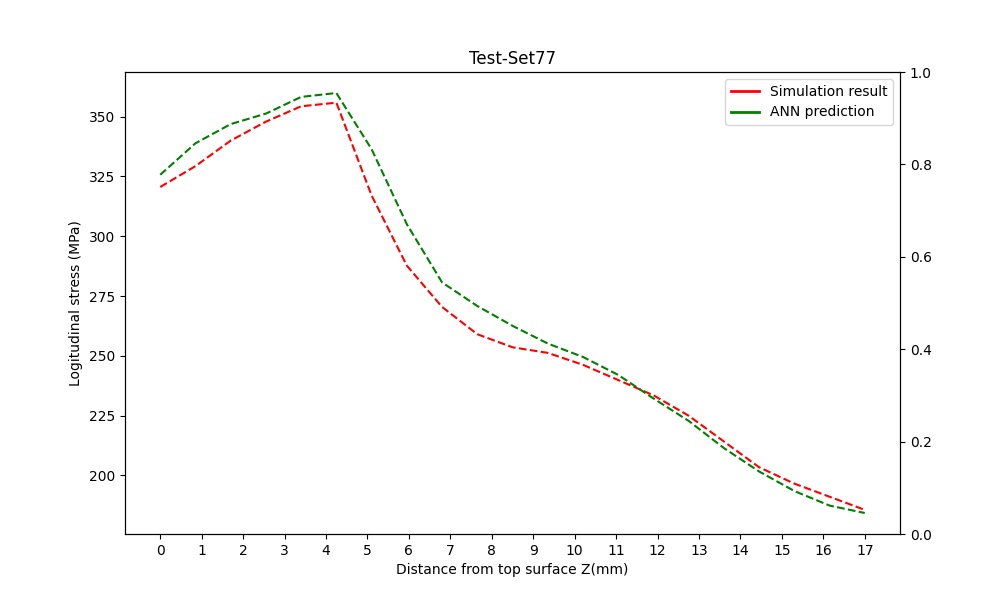 Test-Set77
Simulation result
ANN prediction
Logitudinal stress (MPa)
350
325
300
275
250
225
200
1.0
0.8
0.6
0.4
0.2
0.0
0 1 2 3 4 5 6 7 8 9 10 11 12 13 14 15 16 17
Distance from top surface Z(mm)